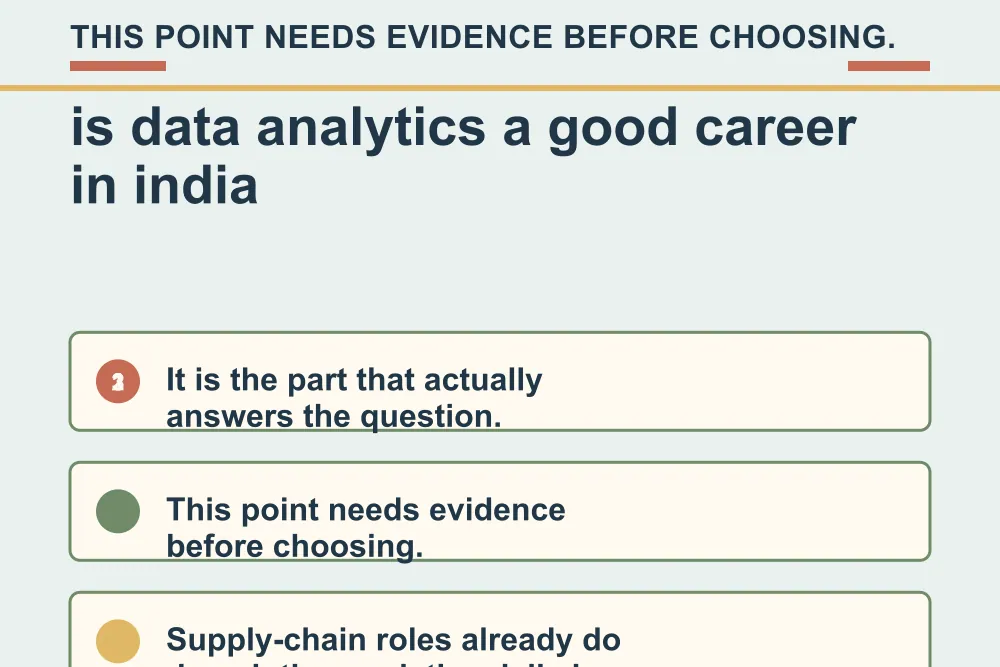 THIS POINT NEEDS EVIDENCE BEFORE CHOOSING.
is data analytics a good career
in india
It is the part that actually
answers the question.
This point needs evidence
before choosing.
Supply-chain roles already do